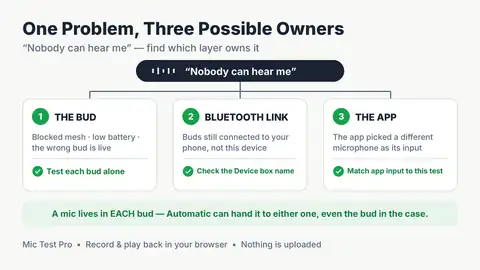 One Problem, Three Possible Owners
“Nobody can hear me” — find which layer owns it
“Nobody can hear me”
1 THE BUD
Blocked mesh · low battery ·
the wrong bud is live
Test each bud alone
2 BLUETOOTH LINK
Buds still connected to your
phone, not this device
Check the Device box name
3 THE APP
The app picked a different
microphone as its input
Match app input to this test
A mic lives in EACH bud — Automatic can hand it to either one, even the bud in the case.
Mic Test Pro • Record & play back in your browser • Nothing is uploaded